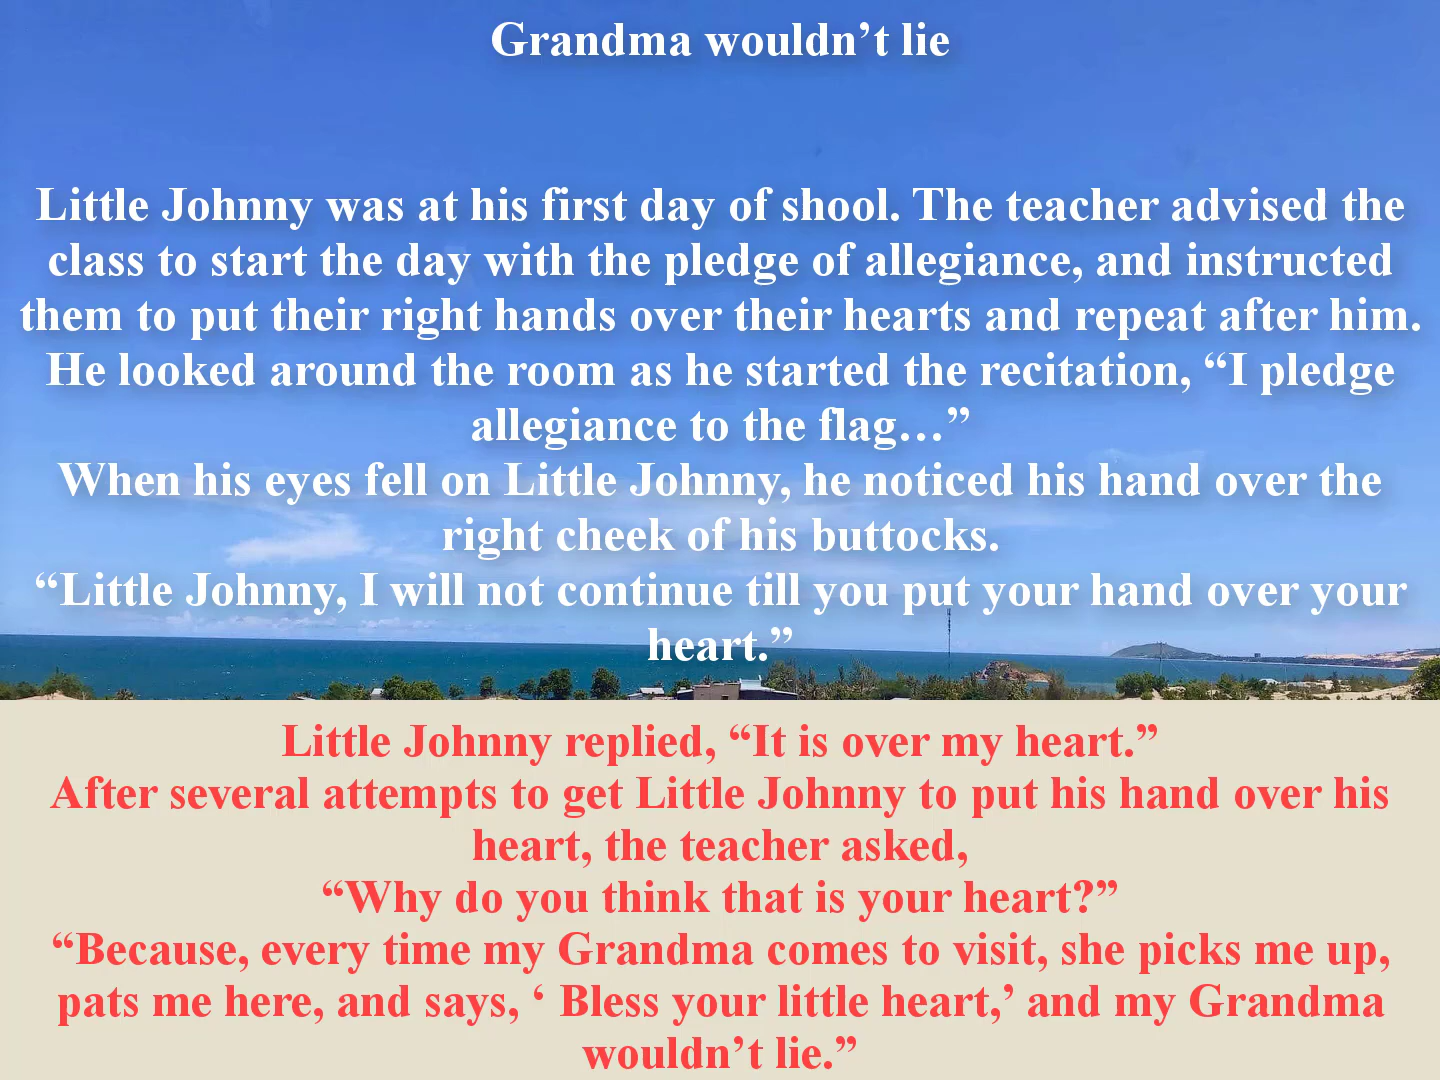 Grandma wouldn’t lie
Little Johnny was at his first day of shool. The teacher advised the
class to start the day with the pledge of allegiance, and instructed
them to put their right hands over their hearts and repeat after him.
He looked around the room as he started the recitation, “I pledge
allegiance to the flag…”
When his eyes fell on Little Johnny, he noticed his hand over the
right cheek of his buttocks.
“Little Johnny, I will not continue till you put your hand over your
heart.”
Little Johnny replied, “It is over my heart.”
After several attempts to get Little Johnny to put his hand over his
heart, the teacher asked,
“Why do you think that is your heart?”
“Because, every time my Grandma comes to visit, she picks me up,
pats me here, and says, ‘ Bless your little heart,’ and my Grandma
wouldn’t lie.”